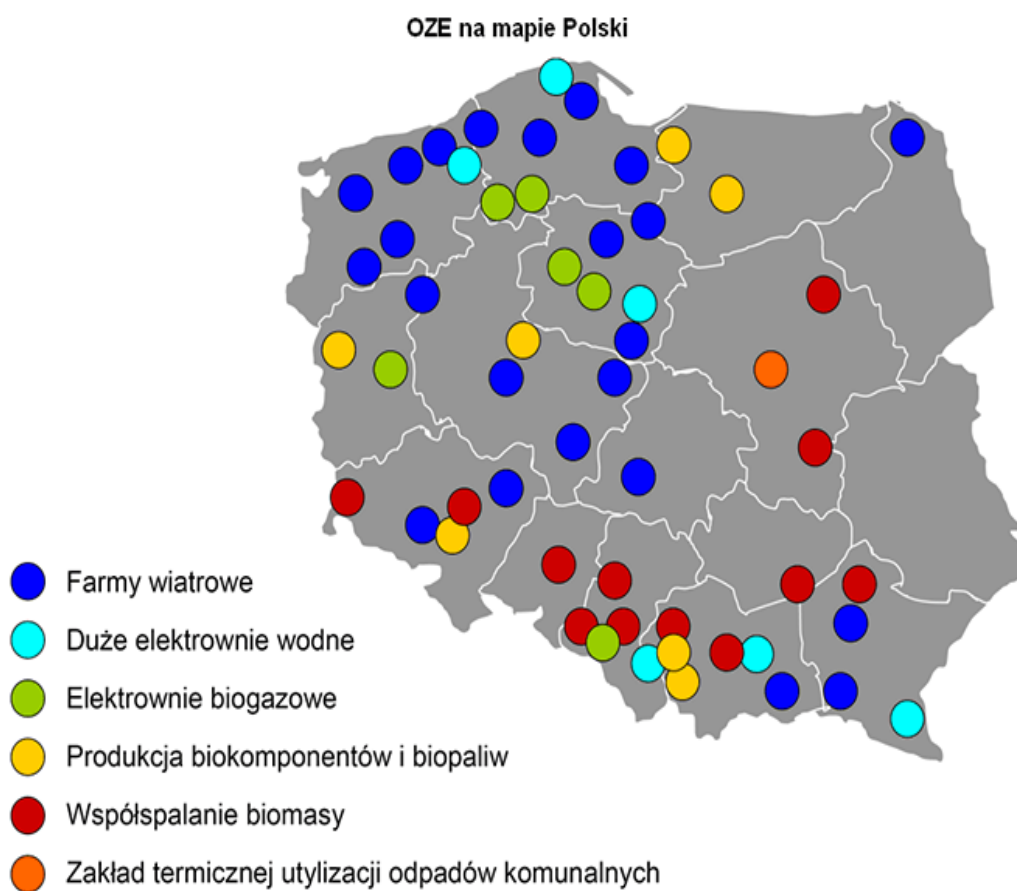 OZE na mapie Polski
Farmy wiatrowe
Duże elektrownie wodne
Elektrownie biogazowe
Produkcja biokomponentów i biopaliw
Współspalanie biomasy
Zakład termicznej utylizacji odpadów komunalnych